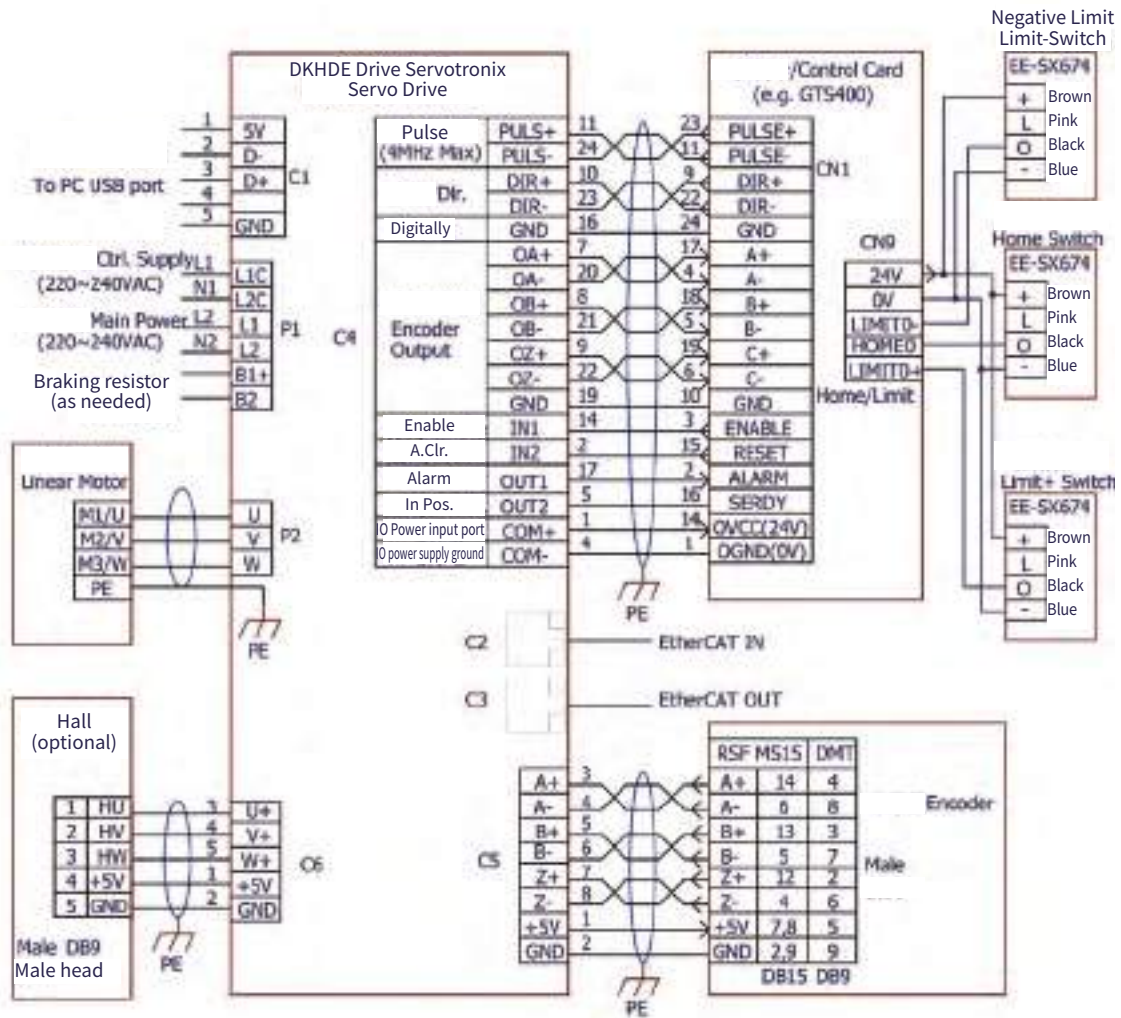 Negative Limit
Limit-Switch
EE-SX674
+ Brown
L Pink
O Black
- Blue
DKHDE Drive Servotronix
Servo Drive
/Control Card
(e.g. GTS400)
1 5V
2 D-
3 D+
4
5 GND
C1
To PC USB port
Pulse
(4MHz Max)
PULS+ 11 23 PULSE+
PULS- 24 11 PULSE-
CN1
Dir.
DIR+ 10 9 DIR+
DIR- 23 22 DIR-
Digitally GND 16 24 GND
C4
Encoder
Output
OA+ 7 17 A+
OA- 20 4 A-
OB+ 8 18 B+
OB- 21 5 B-
OZ+ 9 19 C+
OZ- 22 6 C-
GND 19 10 GND
Enable IN1 14 3 ENABLE
A.Clr. IN2 2 15 RESET
Alarm OUT1 17 2 ALARM
In Pos. OUT2 5 16 SERDY
IO Power input port COM+ 1 14 OVCC(24V)
IO power supply ground COM- 4 1 DGND(0V)
PE
Ctrl. Supply L1 L1C
(220~240VAC) N1 L2C
Main Power L2 L1
(220~240VAC) N2 L2
P1
Braking resistor
(as needed)
B1+
B2
CN9
24V
0V
LIMIT0-
HOME0
LIMIT0+
Home/Limit
Home Switch
EE-SX674
+ Brown
L Pink
O Black
- Blue
Limit+ Switch
EE-SX674
+ Brown
L Pink
O Black
- Blue
Linear Motor
M1/U U
M2/V V
M3/W W
PE
P2
PE
C2 EtherCAT IN
C3 EtherCAT OUT
Hall
(optional)
1 HU 3 U+
2 HV 4 V+
3 HW 5 W+
4 +5V 1 +5V
5 GND 2 GND
C6
Male DB9
Male head
PE
C5
RSF MS15 DMT
A+ 3 A+ 14 4
A- 4 A- 6 8
B+ 5 B+ 13 3
B- 6 B- 5 7
Z+ 7 Z+ 12 2
Z- 8 Z- 4 6
+5V 1 +5V 7,8 5
GND 2 GND 2,9 9
DB15 DB9
Encoder
Male
PE